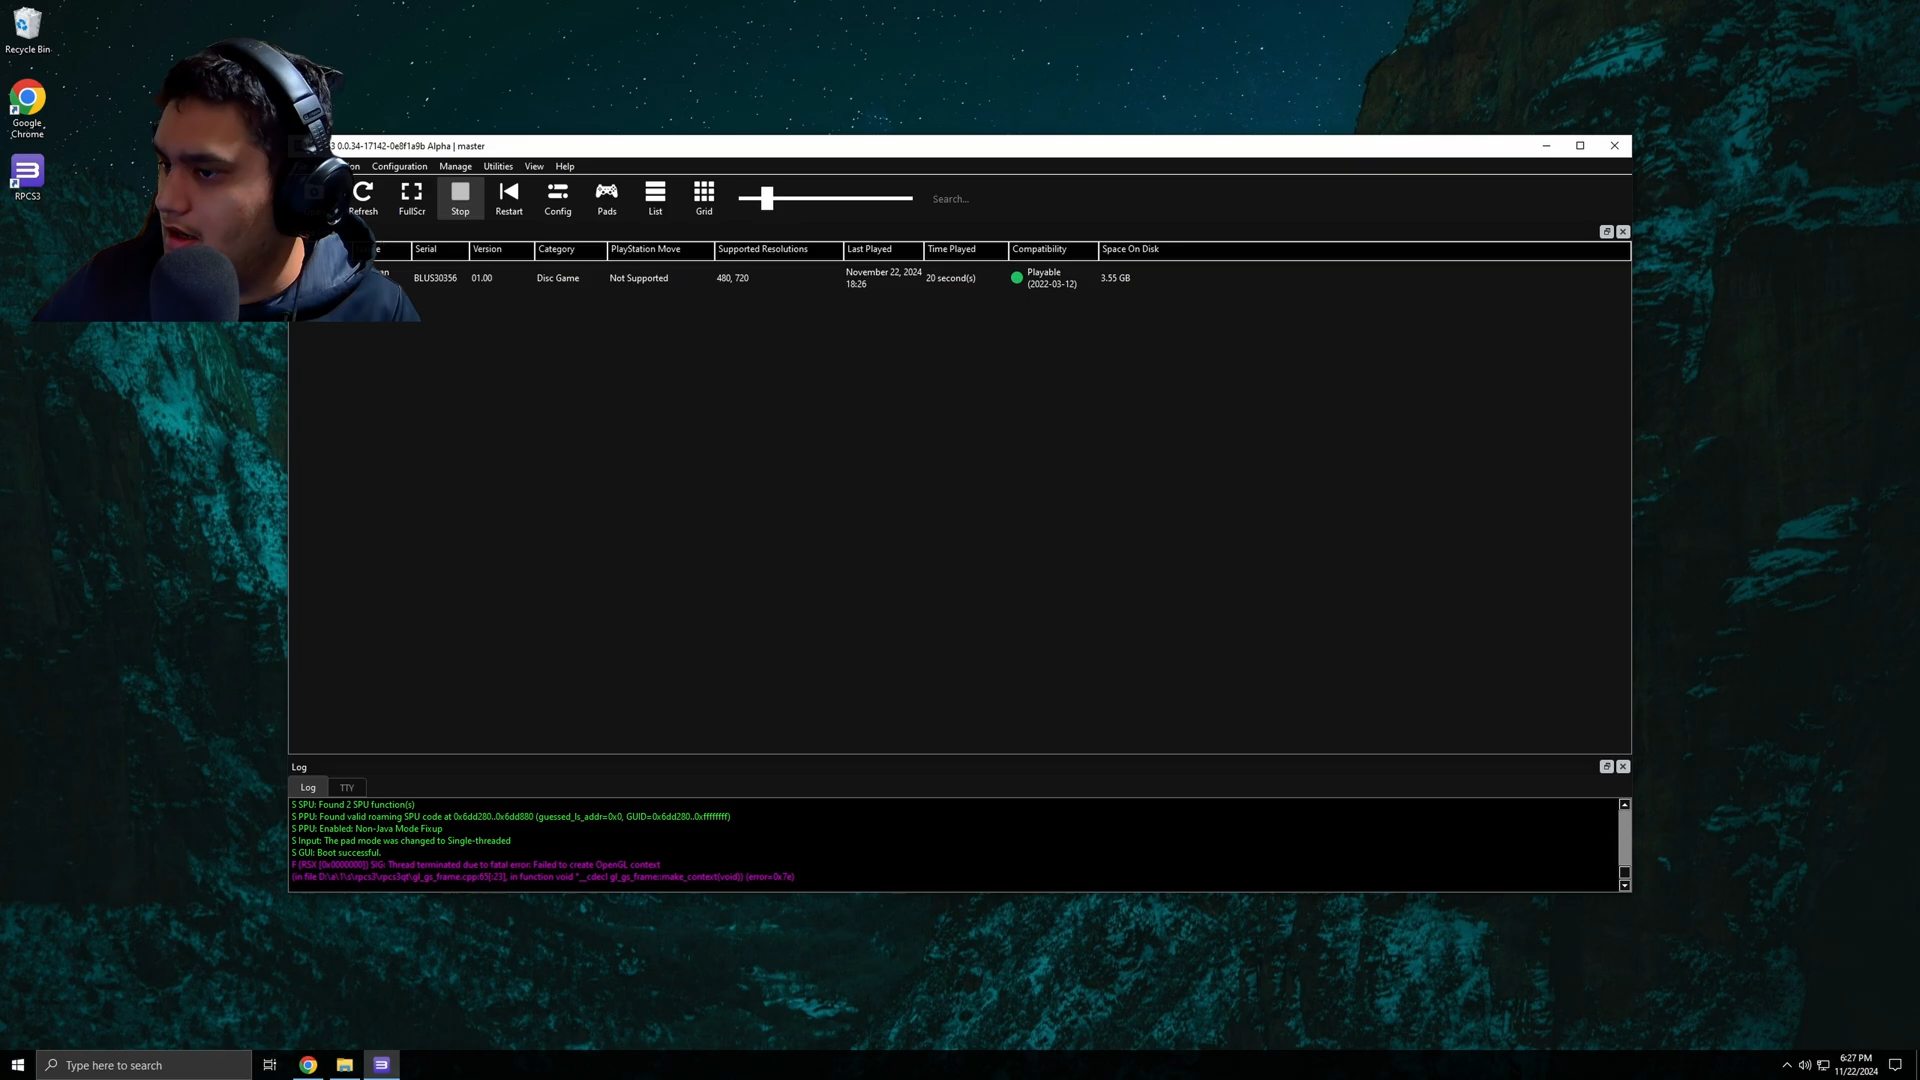 Recycle Bin
Google
Chrome
RPCS3
3 0.0.34-17142-0e8f1a9b Alpha | master
on Configuration Manage Utilities View Help
Refresh FullScr Stop Restart Config Pads List Grid Search...
Serial Version Category PlayStation Move Supported Resolutions Last Played Time Played Compatibility Space On Disk
an BLUS30356 01.00 Disc Game Not Supported 480, 720 November 22, 2024 18:26 20 second(s) Playable (2022-03-12) 3.55 GB
Log
Log TTY
S SPU: Found 2 SPU function(s)
S PPU: Found valid roaming SPU code at 0x6dd280..0x6dd880 (guessed_ls_addr=0x0, GUID=0x6dd280..0xffffffff)
S PPU: Enabled: Non-Java Mode Fixup
S Input: The pad mode was changed to Single-threaded
S GUI: Boot successful.
F {RSX [0x0000000]} SIG: Thread terminated due to fatal error: Failed to create OpenGL context
(in file D:\a\1\s\rpcs3\rpcs3qt\gl_gs_frame.cpp:65[:23], in function void *__cdecl gl_gs_frame::make_context(void)) (error=0x7e)
Type here to search
6:27 PM
11/22/2024